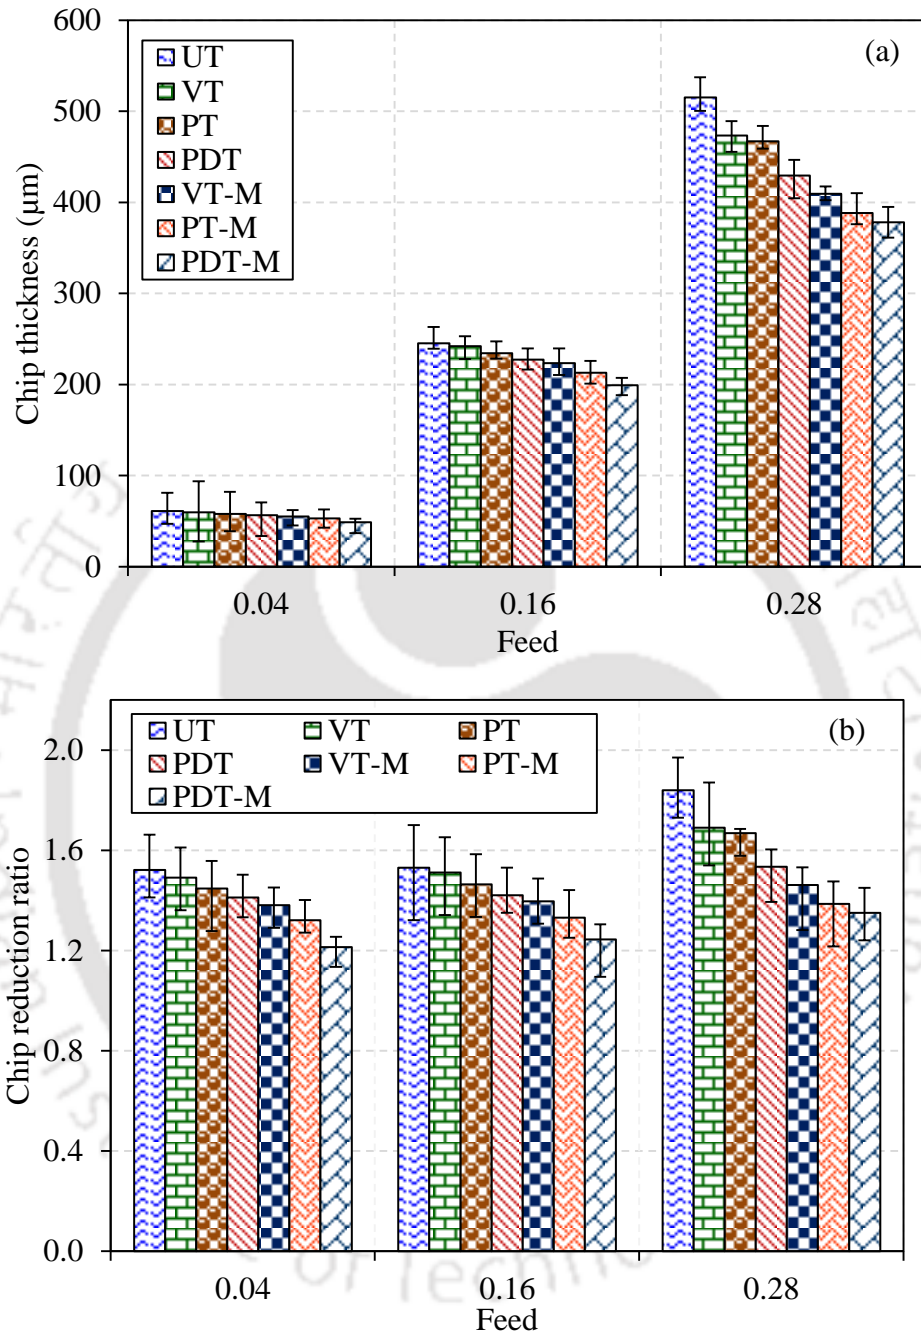 600
500
400
300
200
100
0
Chip thickness (μm)
(a)
UT
VT
PT
PDT
VT-M
PT-M
PDT-M
0.04 0.16 0.28
Feed
2.0
1.6
1.2
0.8
0.4
0.0
Chip reduction ratio
(b)
UT VT PT
PDT VT-M PT-M
PDT-M
0.04 0.16 0.28
Feed
of Techno